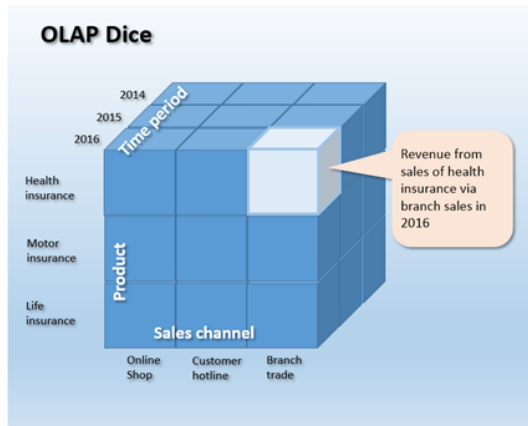 OLAP Dice
2014
2015
2016
Time period
Health
insurance
Motor
insurance
Life
insurance
Product
Sales channel
Online
Shop
Customer
hotline
Branch
trade
Revenue from
sales of health
insurance via
branch sales in
2016